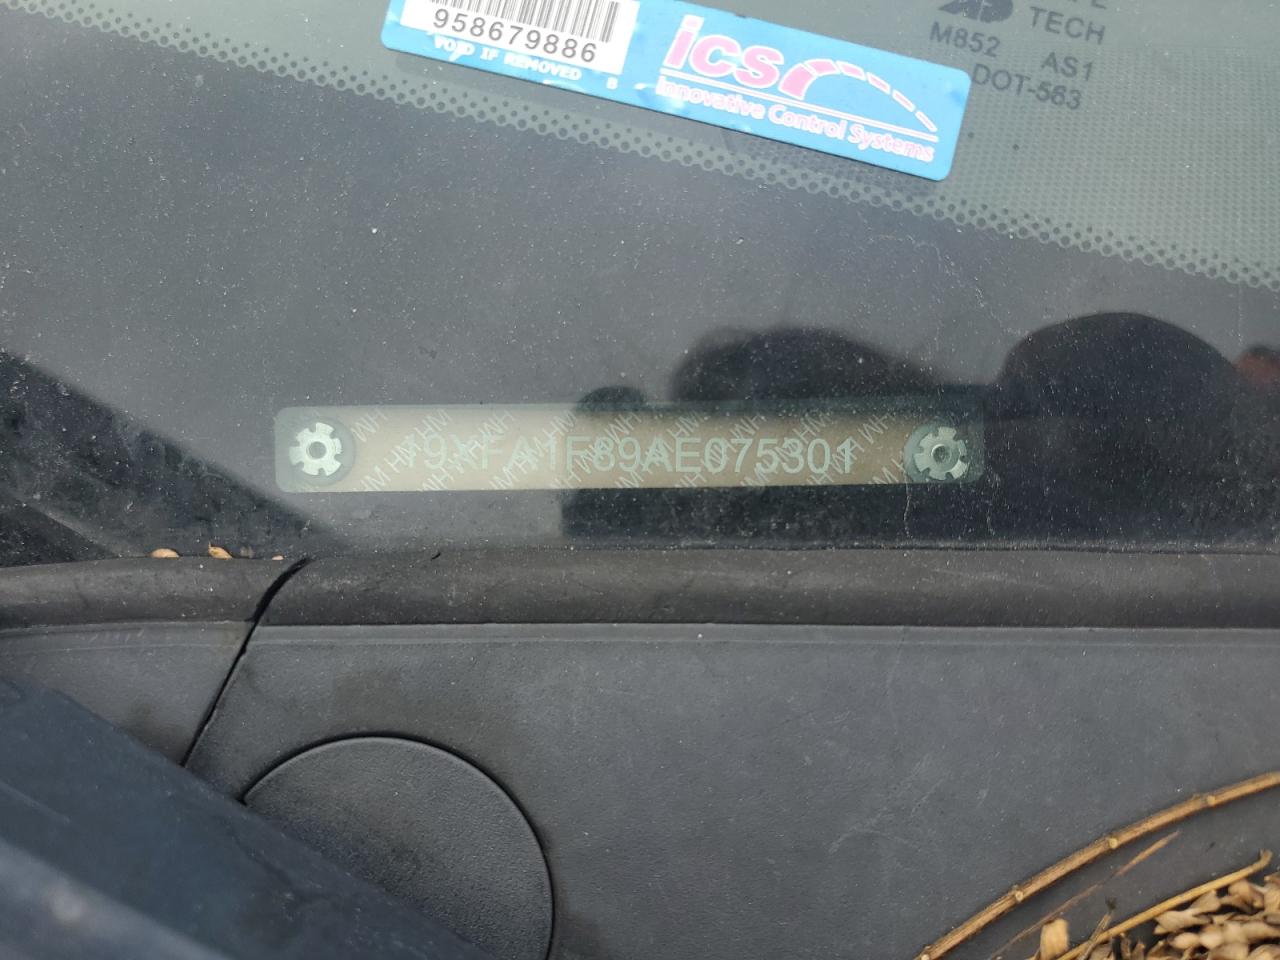 958679886
VOID IF REMOVED
B
ics
Innovative Control Systems
TECH
M852 AS1
DOT-563
19XFA1F89AE075301